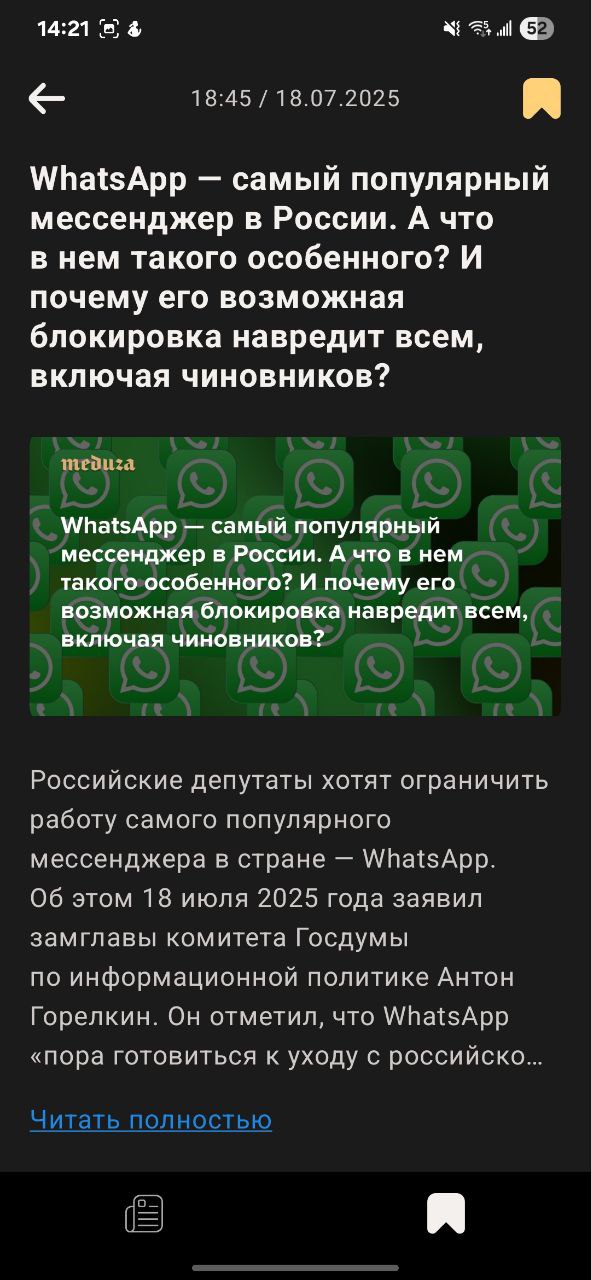 14:21
52
18:45 / 18.07.2025
WhatsApp — самый популярный
мессенджер в России. А что
в нем такого особенного? И
почему его возможная
блокировка навредит всем,
включая чиновников?
meduza
WhatsApp — самый популярный
мессенджер в России. А что в нем
такого особенного? И почему его
возможная блокировка навредит всем,
включая чиновников?
Российские депутаты хотят ограничить
работу самого популярного
мессенджера в стране — WhatsApp.
Об этом 18 июля 2025 года заявил
замглавы комитета Госдумы
по информационной политике Антон
Горелкин. Он отметил, что WhatsApp
«пора готовиться к уходу с российско…
Читать полностью